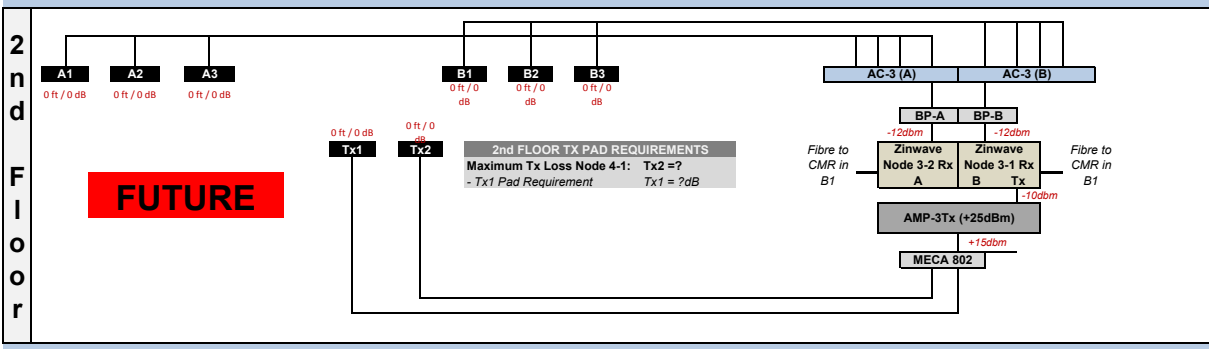 2
n
d
F
l
o
o
r
A1
A2
A3
0 ft / 0 dB
0 ft / 0 dB
0 ft / 0 dB
B1
B2
B3
0 ft / 0
dB
0 ft / 0
dB
0 ft / 0
dB
0 ft / 0 dB
0 ft / 0
dB
Tx1
Tx2
2nd FLOOR TX PAD REQUIREMENTS
Maximum Tx Loss Node 4-1: Tx2 =?
- Tx1 Pad Requirement Tx1 = ?dB
FUTURE
AC-3 (A)
AC-3 (B)
BP-A
BP-B
-12dbm
-12dbm
Fibre to
CMR in
B1
Zinwave
Node 3-2 Rx
A
Zinwave
Node 3-1 Rx
B Tx
Fibre to
CMR in
B1
-10dbm
AMP-3Tx (+25dBm)
+15dbm
MECA 802